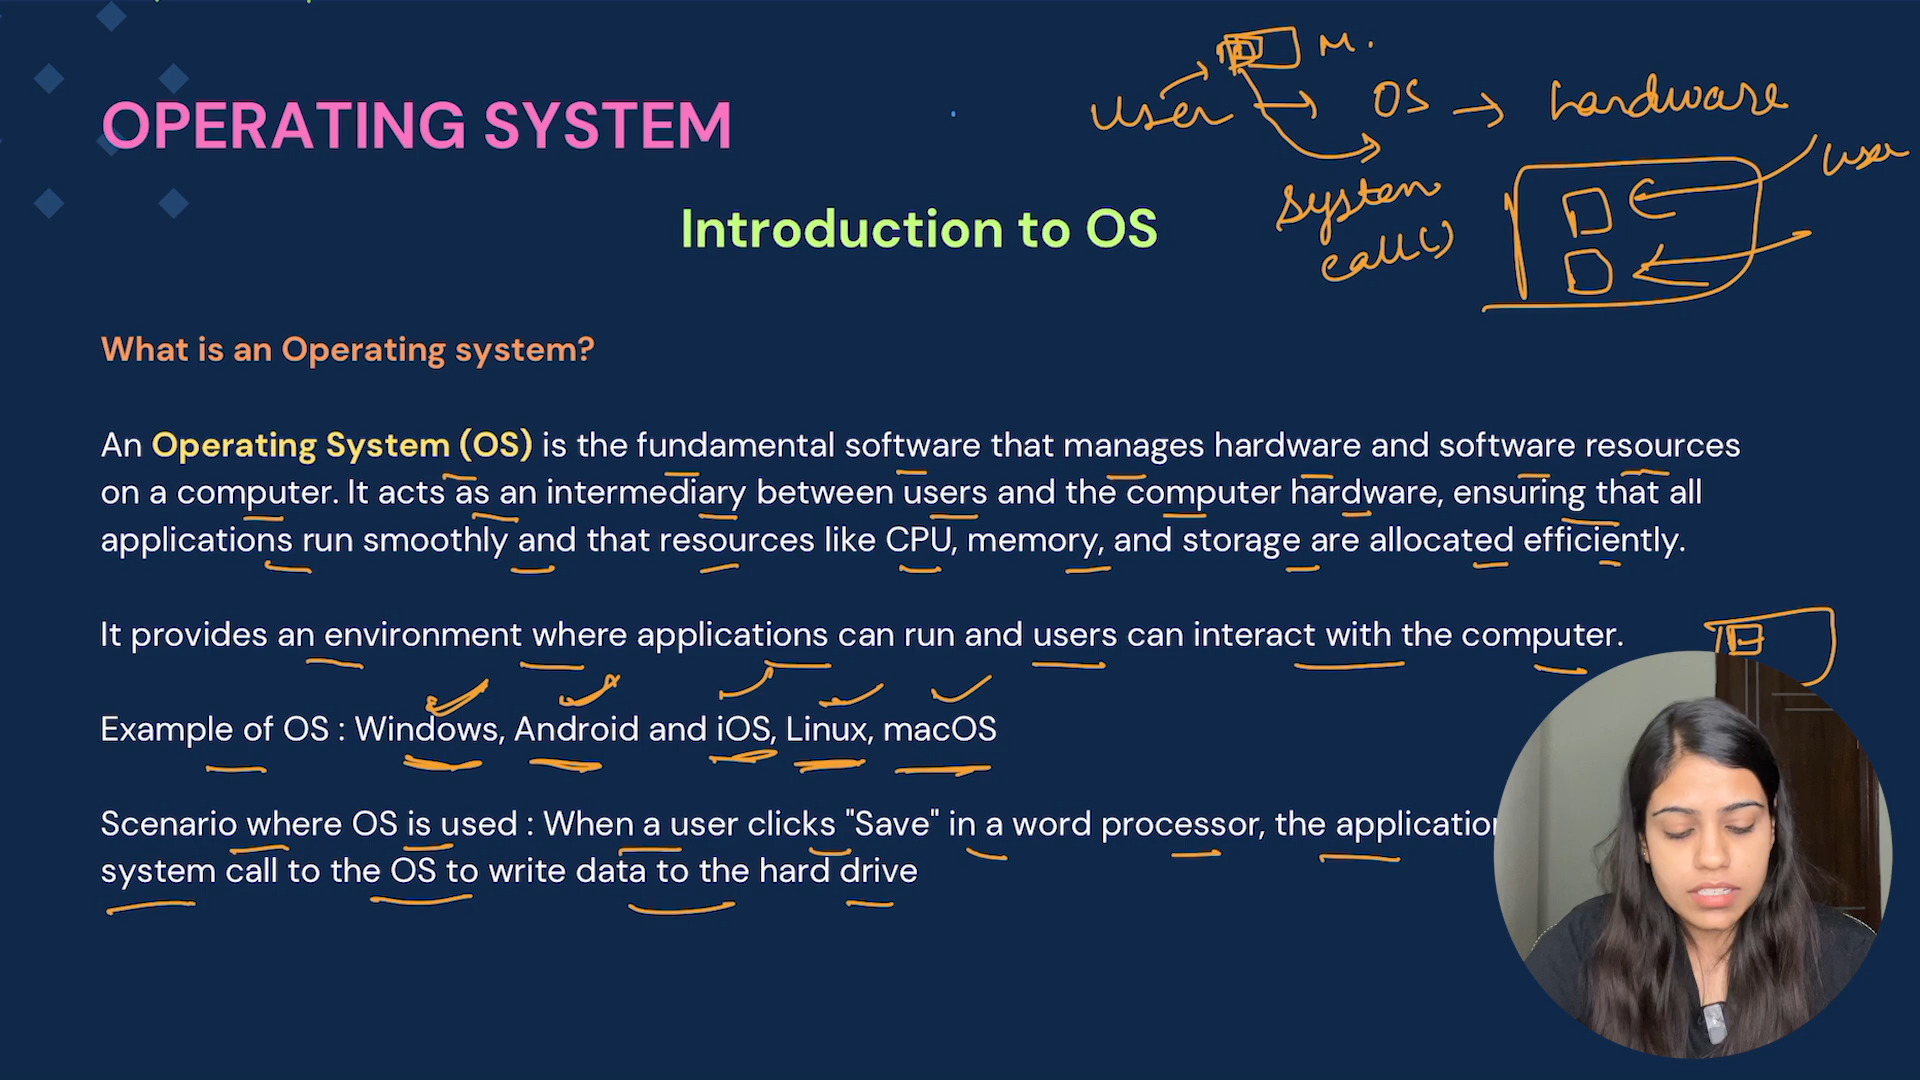 OPERATING SYSTEM
M.
user → OS → hardware
user
system
call()
Introduction to OS
What is an Operating system?
An Operating System (OS) is the fundamental software that manages hardware and software resources
on a computer. It acts as an intermediary between users and the computer hardware, ensuring that all
applications run smoothly and that resources like CPU, memory, and storage are allocated efficiently.
It provides an environment where applications can run and users can interact with the computer.
Example of OS : Windows, Android and iOS, Linux, macOS
Scenario where OS is used : When a user clicks "Save" in a word processor, the application
system call to the OS to write data to the hard drive